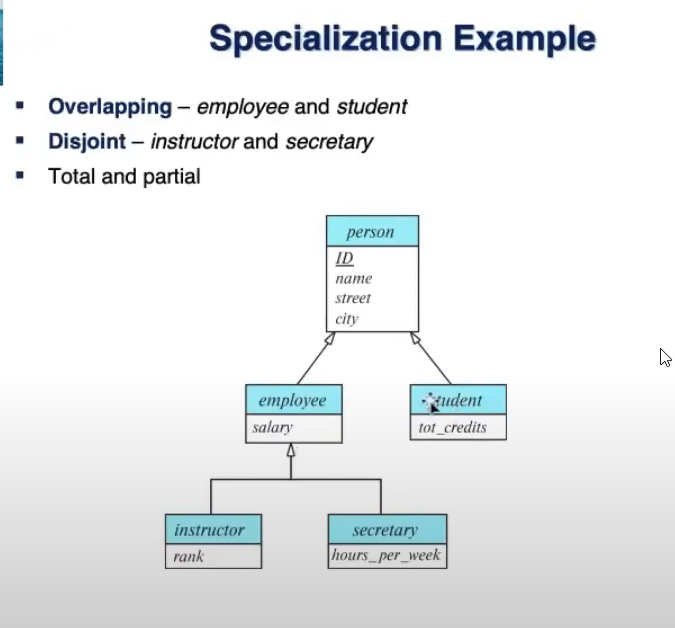 Specialization Example
▪ Overlapping – employee and student
▪ Disjoint – instructor and secretary
▪ Total and partial
person
ID
name
street
city
employee
salary
student
tot_credits
instructor
rank
secretary
hours_per_week